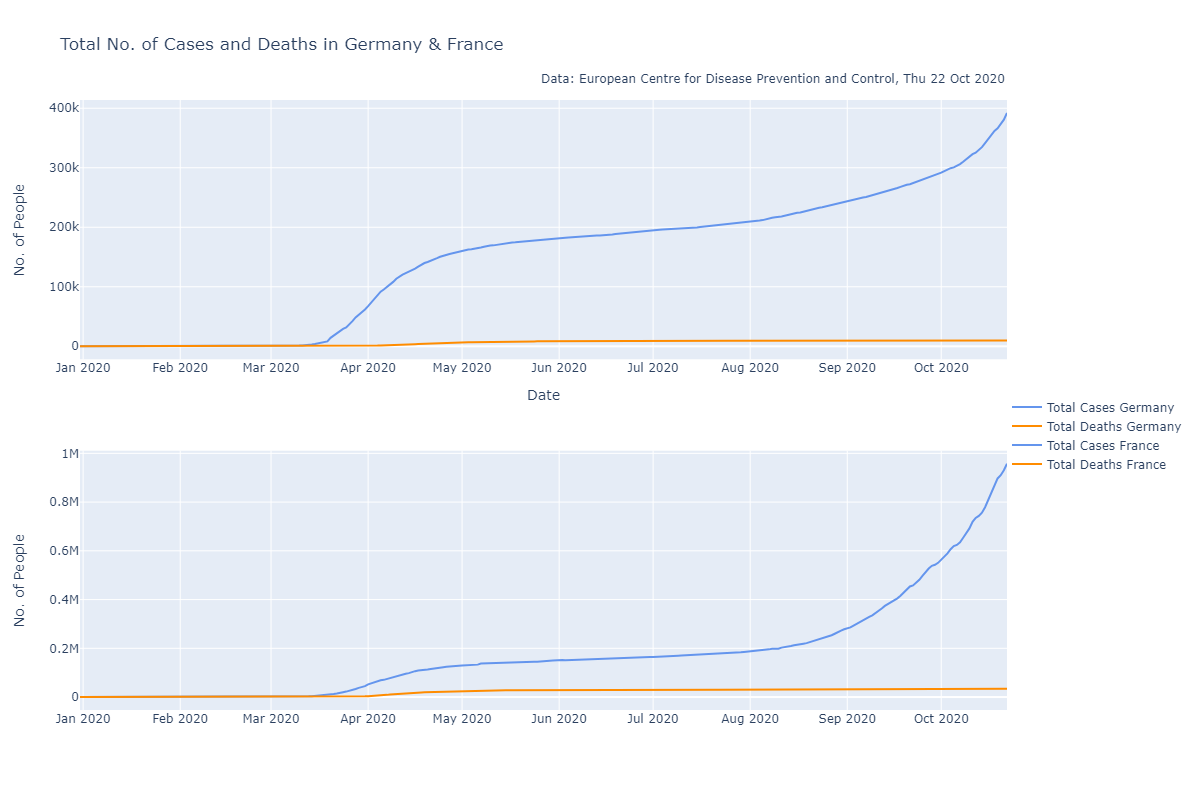 Total No. of Cases and Deaths in Germany & France
Data: European Centre for Disease Prevention and Control, Thu 22 Oct 2020
No. of People
400k
300k
200k
100k
0
Jan 2020 Feb 2020 Mar 2020 Apr 2020 May 2020 Jun 2020 Jul 2020 Aug 2020 Sep 2020 Oct 2020
Date
Total Cases Germany
Total Deaths Germany
Total Cases France
Total Deaths France
No. of People
1M
0.8M
0.6M
0.4M
0.2M
0
Jan 2020 Feb 2020 Mar 2020 Apr 2020 May 2020 Jun 2020 Jul 2020 Aug 2020 Sep 2020 Oct 2020